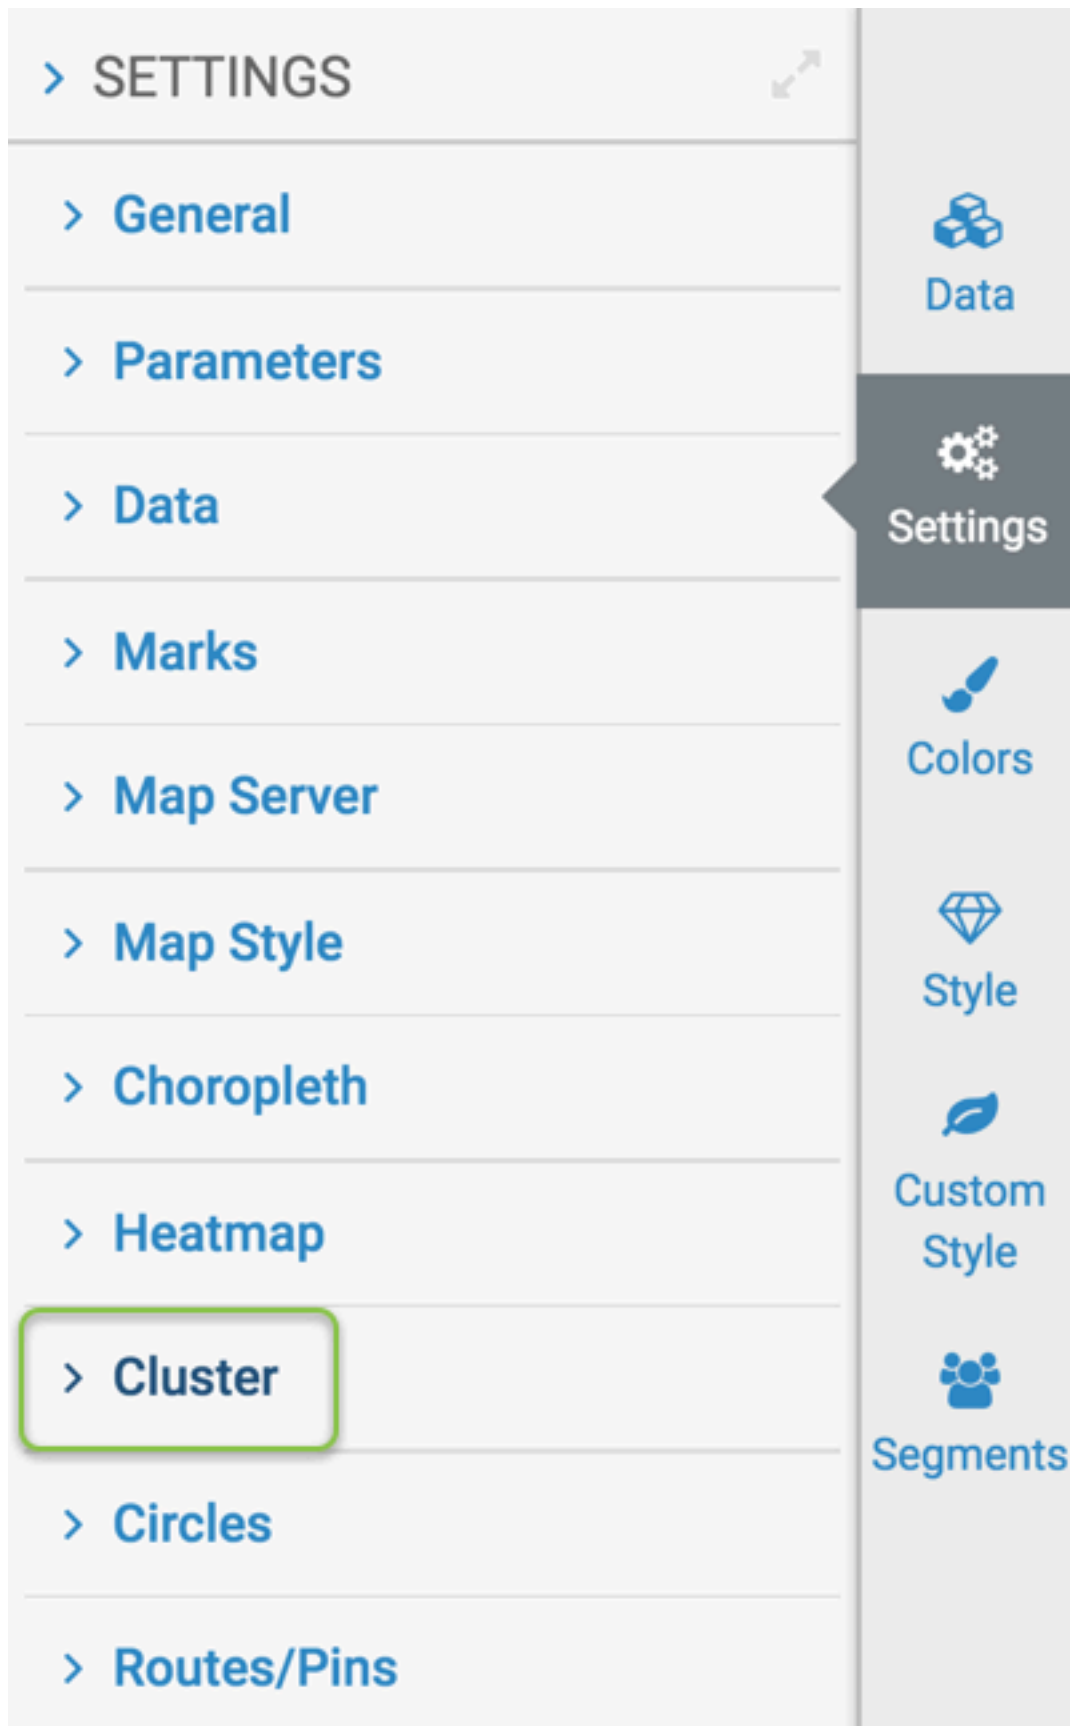 SETTINGS
General
Parameters
Data
Marks
Map Server
Map Style
Choropleth
Heatmap
Cluster
Circles
Routes/Pins
Data
Settings
Colors
Style
Custom
Style
Segments